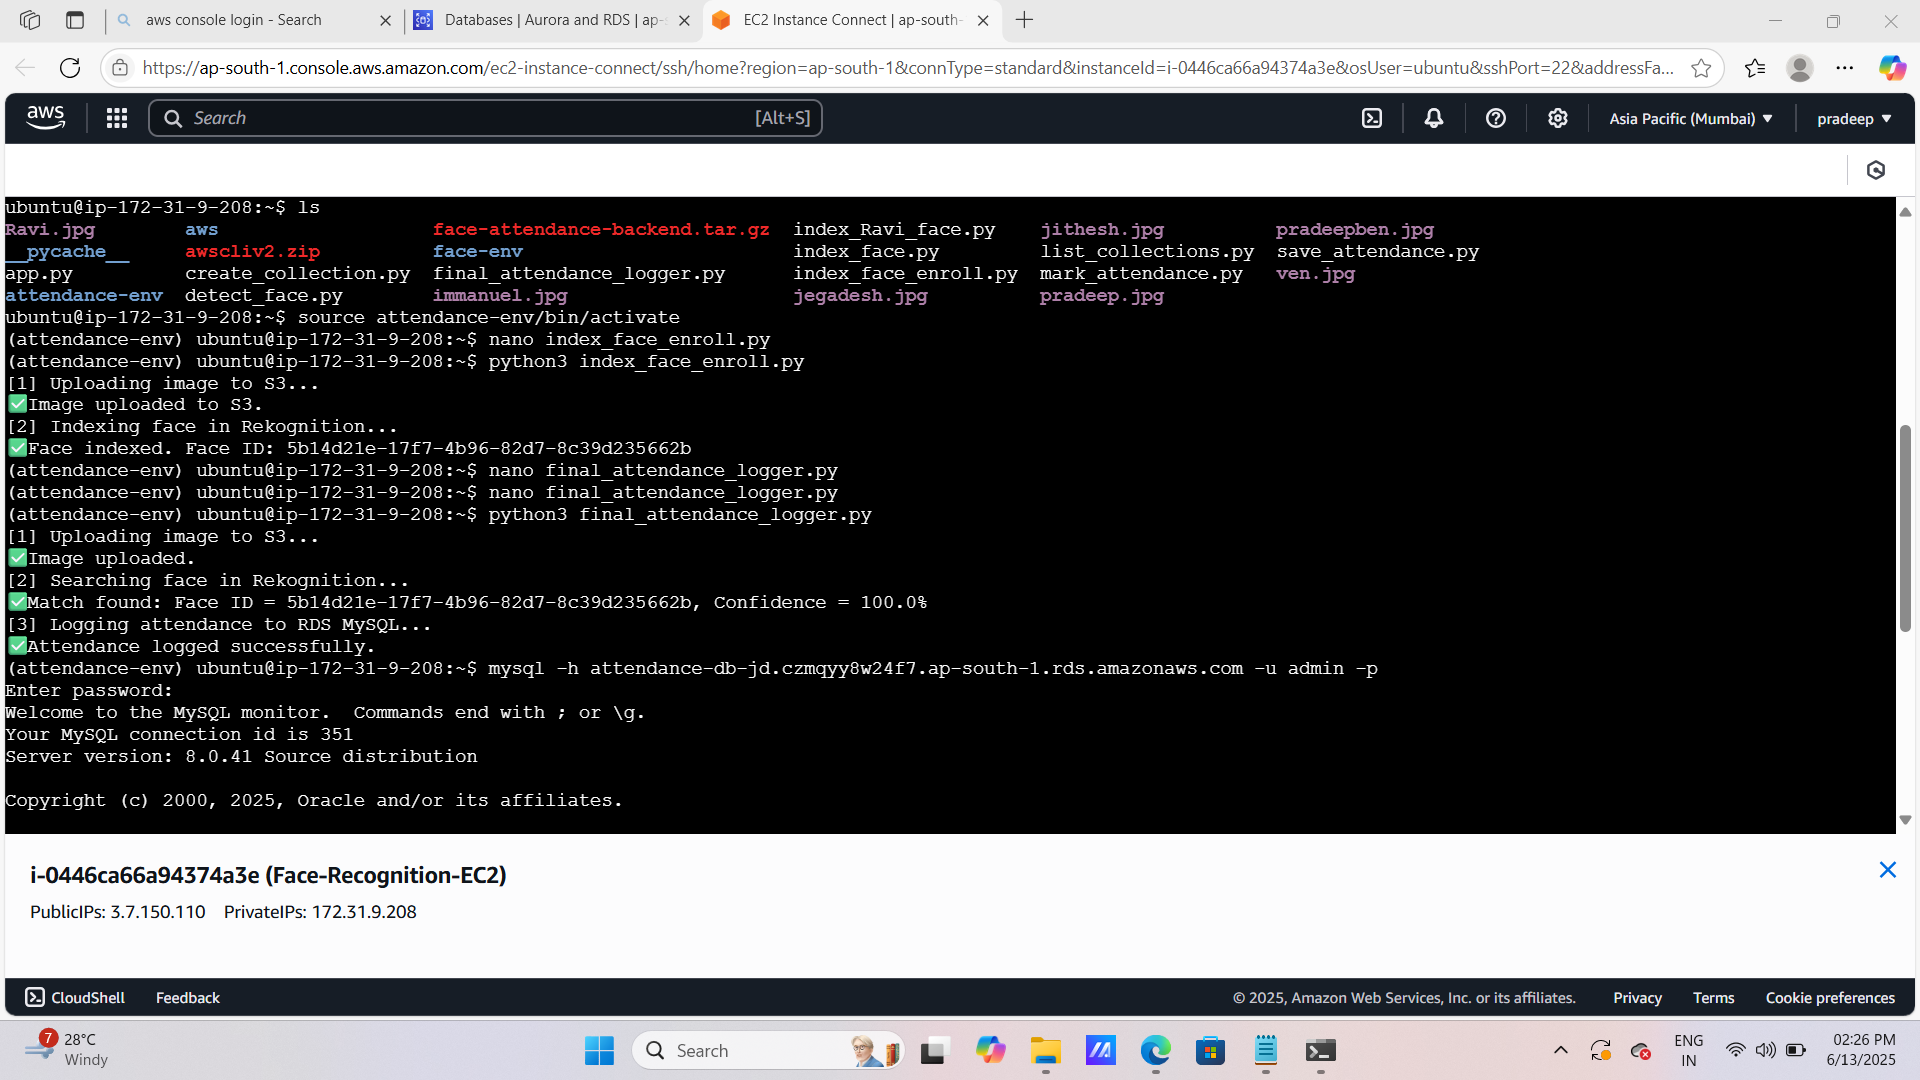 aws console login - Search
Databases | Aurora and RDS | ap-
EC2 Instance Connect | ap-south-
https://ap-south-1.console.aws.amazon.com/ec2-instance-connect/ssh/home?region=ap-south-1&connType=standard&instanceId=i-0446ca66a94374a3e&osUser=ubuntu&sshPort=22&addressFa...
aws Search [Alt+S] Asia Pacific (Mumbai) pradeep
ubuntu@ip-172-31-9-208:~$ ls
Ravi.jpg aws face-attendance-backend.tar.gz index_Ravi_face.py jithesh.jpg pradeepben.jpg
__pycache__ awscliv2.zip face-env index_face.py list_collections.py save_attendance.py
app.py create_collection.py final_attendance_logger.py index_face_enroll.py mark_attendance.py ven.jpg
attendance-env detect_face.py immanuel.jpg jegadesh.jpg pradeep.jpg
ubuntu@ip-172-31-9-208:~$ source attendance-env/bin/activate
(attendance-env) ubuntu@ip-172-31-9-208:~$ nano index_face_enroll.py
(attendance-env) ubuntu@ip-172-31-9-208:~$ python3 index_face_enroll.py
[1] Uploading image to S3...
✅Image uploaded to S3.
[2] Indexing face in Rekognition...
✅Face indexed. Face ID: 5b14d21e-17f7-4b96-82d7-8c39d235662b
(attendance-env) ubuntu@ip-172-31-9-208:~$ nano final_attendance_logger.py
(attendance-env) ubuntu@ip-172-31-9-208:~$ nano final_attendance_logger.py
(attendance-env) ubuntu@ip-172-31-9-208:~$ python3 final_attendance_logger.py
[1] Uploading image to S3...
✅Image uploaded.
[2] Searching face in Rekognition...
✅Match found: Face ID = 5b14d21e-17f7-4b96-82d7-8c39d235662b, Confidence = 100.0%
[3] Logging attendance to RDS MySQL...
✅Attendance logged successfully.
(attendance-env) ubuntu@ip-172-31-9-208:~$ mysql -h attendance-db-jd.czmqyy8w24f7.ap-south-1.rds.amazonaws.com -u admin -p
Enter password:
Welcome to the MySQL monitor.  Commands end with ; or \g.
Your MySQL connection id is 351
Server version: 8.0.41 Source distribution
Copyright (c) 2000, 2025, Oracle and/or its affiliates.
i-0446ca66a94374a3e (Face-Recognition-EC2)
PublicIPs: 3.7.150.110 PrivateIPs: 172.31.9.208
CloudShell Feedback © 2025, Amazon Web Services, Inc. or its affiliates. Privacy Terms Cookie preferences
7 28°C
Windy
Search
ENG
IN
02:26 PM
6/13/2025